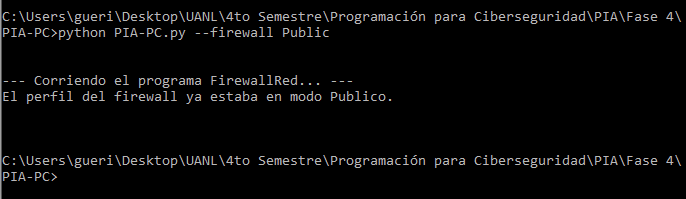 C:\Users\gueri\Desktop\UANL\4to Semestre\Programación para Ciberseguridad\PIA\Fase 4\
PIA-PC>python PIA-PC.py --firewall Public
--- Corriendo el programa FirewallRed... ---
El perfil del firewall ya estaba en modo Publico.
C:\Users\gueri\Desktop\UANL\4to Semestre\Programación para Ciberseguridad\PIA\Fase 4\
PIA-PC>